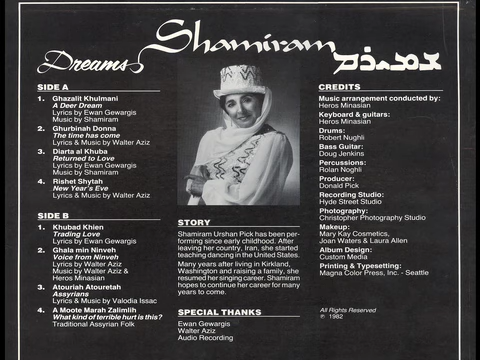 Dreams
Shamiram
ܫܡܝܪܡ
SIDE A
1. Ghazalit Khulmani
A Deer Dream
Lyrics by Ewan Gewargis
Music by Shamiram
2. Ghurbinah Donna
The time has come
Lyrics & Music by Walter Aziz
3. Diarta al Khuba
Returned to Love
Lyrics by Ewan Gewargis
Music by Shamiram
4. Rishet Shytah
New Year's Eve
Lyrics & Music by Walter Aziz
SIDE B
1. Khubad Khien
Trading Love
Lyrics by Ewan Gewargis
2. Ghala min Ninveh
Voice from Ninveh
Lyrics by Walter Aziz
Music by Walter Aziz &
Heros Minasian
3. Atouriah Atouretah
Assyrians
Lyrics & Music by Valodia Issac
4. A Moote Marah Zalimlih
What kind of terrible hurt is this?
Traditional Assyrian Folk
STORY
Shamiram Urshan Pick has been per-
forming since early childhood. After
leaving her country, Iran, she started
teaching dancing in the United States.
Many years after living in Kirkland,
Washington and raising a family, she
resumed her singing career. Shamiram
hopes to continue her career for many
years to come.
SPECIAL THANKS
Ewan Gewargis
Walter Aziz
Audio Recording
CREDITS
Music arrangement conducted by:
Heros Minasian
Keyboard & guitars:
Heros Minasian
Drums:
Robert Nughli
Bass Guitar:
Doug Jenkins
Percussions:
Rolan Noghli
Producer:
Donald Pick
Recording Studio:
Hyde Street Studio
Photography:
Christopher Photography Studio
Makeup:
Mary Kay Cosmetics,
Joan Waters & Laura Allen
Album Design:
Custom Media
Printing & Typesetting:
Magna Color Press, Inc. - Seattle
All Rights Reserved
℗ 1982